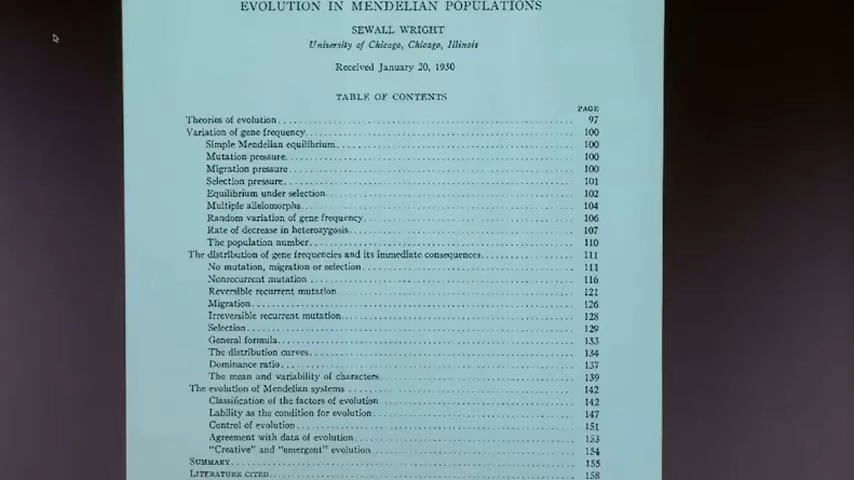 EVOLUTION IN MENDELIAN POPULATIONS
SEWALL WRIGHT
University of Chicago, Chicago, Illinois
Received January 20, 1930
TABLE OF CONTENTS
PAGE
Theories of evolution 97
Variation of gene frequency 100
Simple Mendelian equilibrium 100
Mutation pressure 100
Migration pressure 100
Selection pressure 101
Equilibrium under selection 102
Multiple allelomorphs 104
Random variation of gene frequency 106
Rate of decrease in heterozygosis 107
The population number 110
The distribution of gene frequencies and its immediate consequences 111
No mutation, migration or selection 111
Nonrecurrent mutation 116
Reversible recurrent mutation 121
Migration 126
Irreversible recurrent mutation 128
Selection 129
General formula 133
The distribution curves 134
Dominance ratio 137
The mean and variability of characters 139
The evolution of Mendelian systems 142
Classification of the factors of evolution 142
Lability as the condition for evolution 147
Control of evolution 151
Agreement with data of evolution 153
"Creative" and "emergent" evolution 154
SUMMARY 155
LITERATURE CITED 158